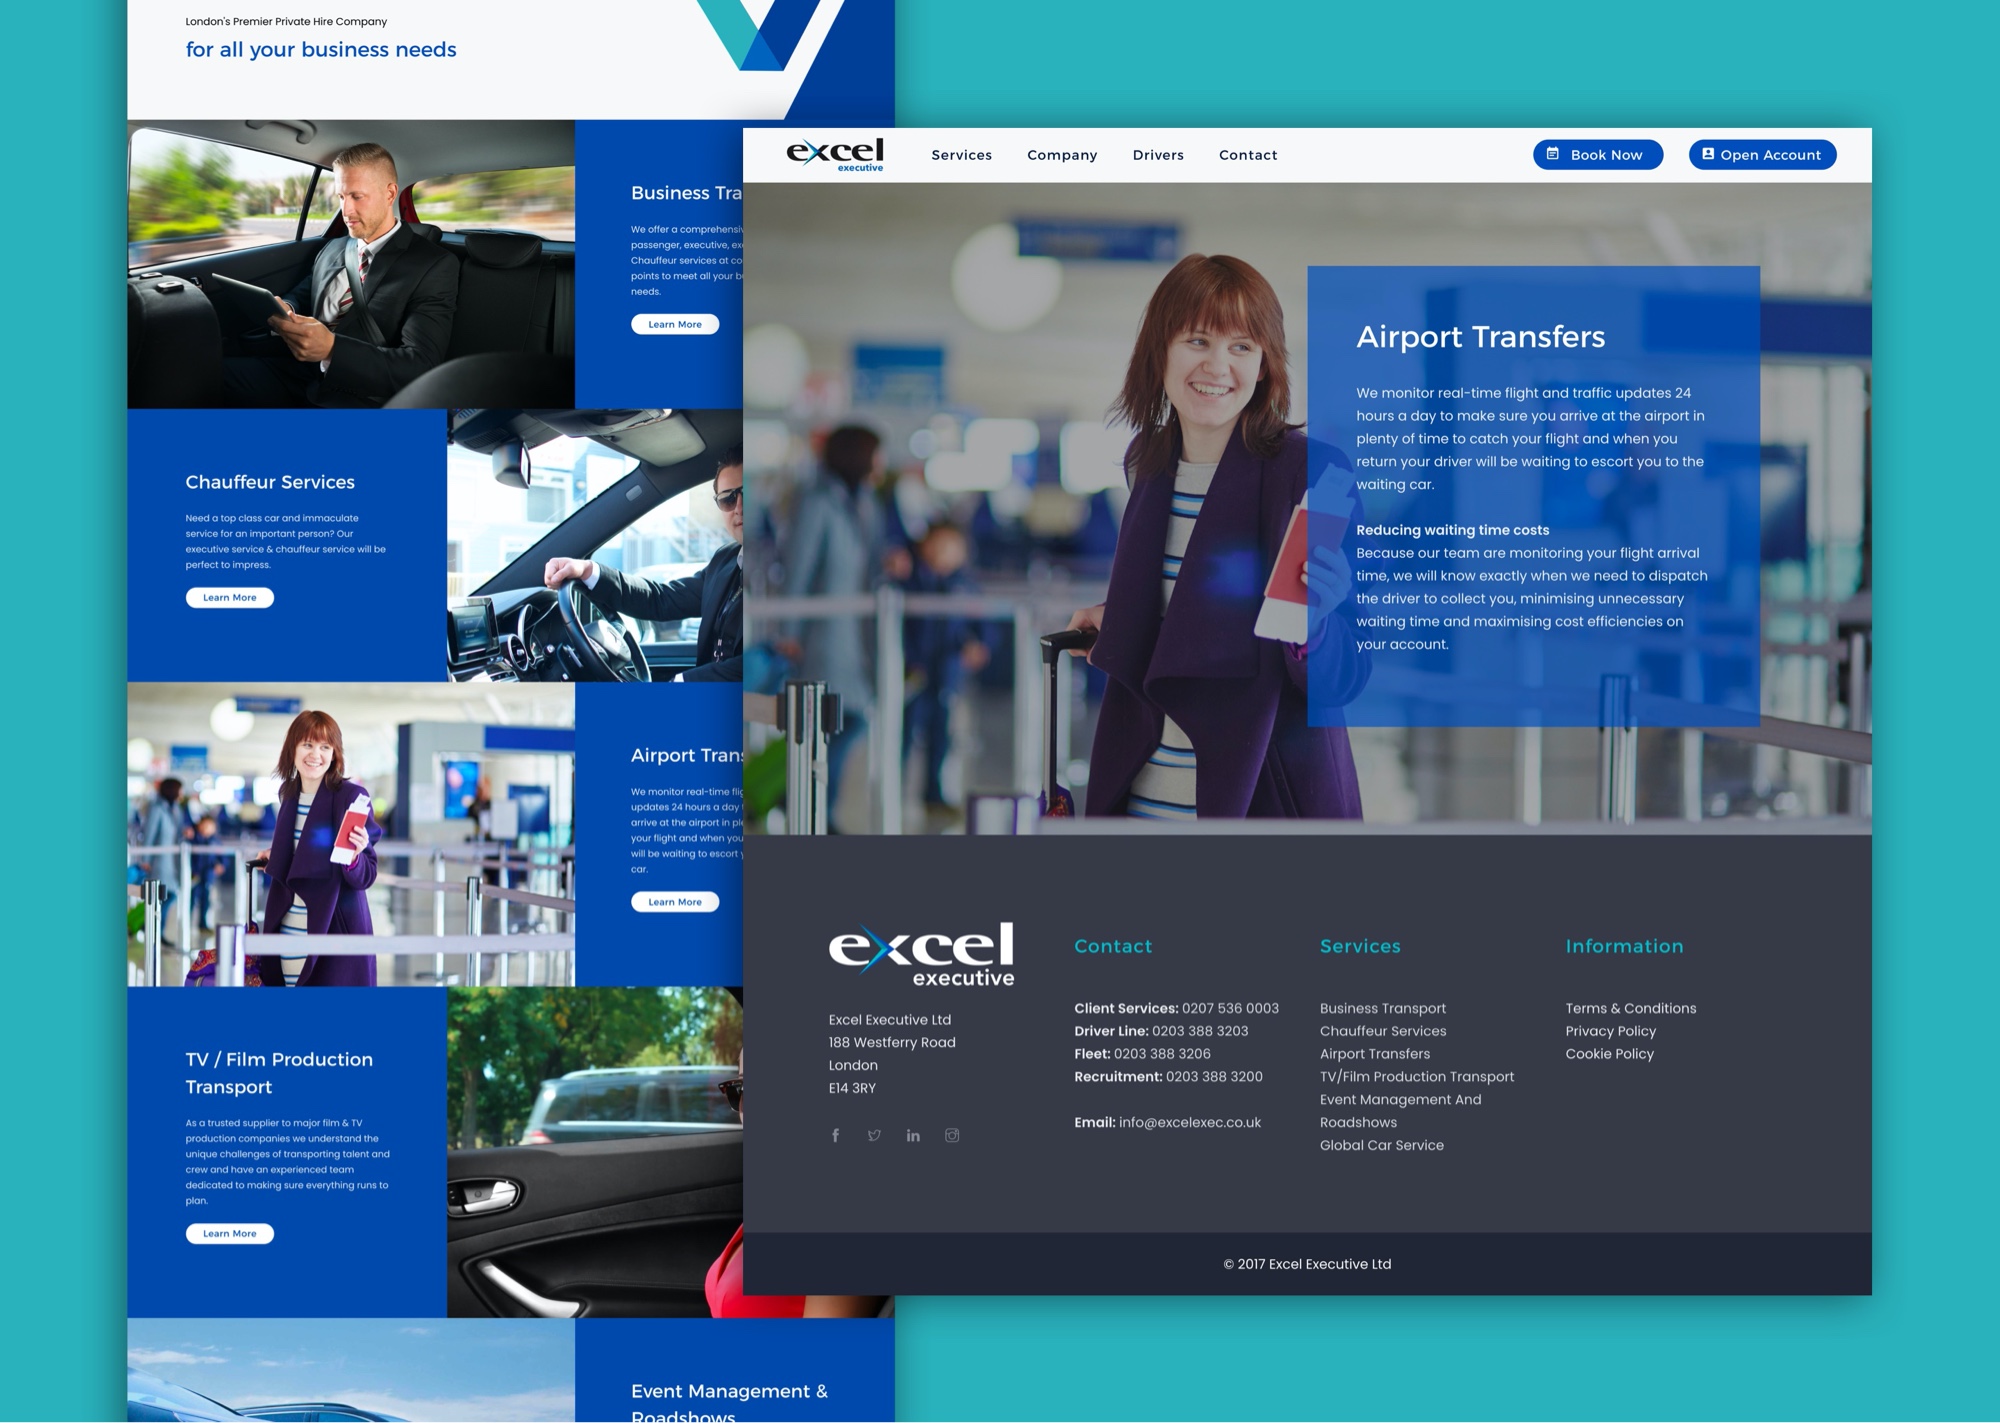 London's Premier Private Hire Company
for all your business needs
Business Tra
We offer a comprehensiv
passenger, executive, ex
Chauffeur services at co
points to meet all your b
needs.
Learn More
Chauffeur Services
Need a top class car and immaculate
service for an important person? Our
executive service & chauffeur service will be
perfect to impress.
Learn More
Airport Trans
We monitor real-time flig
updates 24 hours a day
arrive at the airport in ple
your flight and when you
will be waiting to escort y
car.
Learn More
TV / Film Production
Transport
As a trusted supplier to major film & TV
production companies we understand the
unique challenges of transporting talent and
crew and have an experienced team
dedicated to making sure everything runs to
plan.
Learn More
Event Management &
Roadshows
excel
executive
Services
Company
Drivers
Contact
Book Now
Open Account
Airport Transfers
We monitor real-time flight and traffic updates 24
hours a day to make sure you arrive at the airport in
plenty of time to catch your flight and when you
return your driver will be waiting to escort you to the
waiting car.
Reducing waiting time costs
Because our team are monitoring your flight arrival
time, we will know exactly when we need to dispatch
the driver to collect you, minimising unnecessary
waiting time and maximising cost efficiencies on
your account.
excel
executive
Excel Executive Ltd
188 Westferry Road
London
E14 3RY
Contact
Client Services: 0207 536 0003
Driver Line: 0203 388 3203
Fleet: 0203 388 3206
Recruitment: 0203 388 3200
Email: info@excelexec.co.uk
Services
Business Transport
Chauffeur Services
Airport Transfers
TV/Film Production Transport
Event Management And
Roadshows
Global Car Service
Information
Terms & Conditions
Privacy Policy
Cookie Policy
© 2017 Excel Executive Ltd